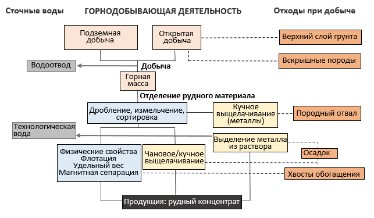 Сточные воды ГОРНОДОБЫВАЮЩАЯ ДЕЯТЕЛЬНОСТЬ Отходы при добыче
Подземная
добыча
Открытая
добыча
Верхний слой грунта
Вскрышные породы
Водоотвод
Добыча
Горная
масса
Отделение рудного материала
Дробление, измельчение,
сортировка
Кучное
выщелачивание
(металлы)
Породный отвал
Технологическая
вода
Выделение металла
из раствора
Физические свойства
Флотация
Удельный вес
Магнитная сепарация
Чановое/кучное
выщелачивание
Осадок
Хвосты обогащения
Продукция: рудный концентрат